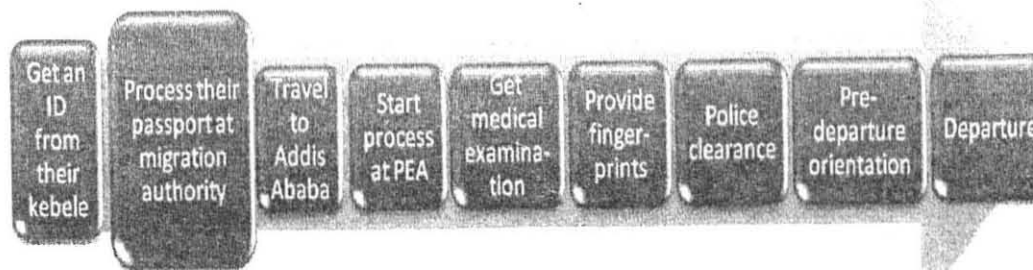 Get an
ID
from
their
kebele
Process their
passport at
migration
authority
Travel
to
Addis
Ababa
Start
process
at PEA
Get
medical
examina-
tion
Provide
finger-
prints
Police
clearance
Pre-
departure
orientation
Departure